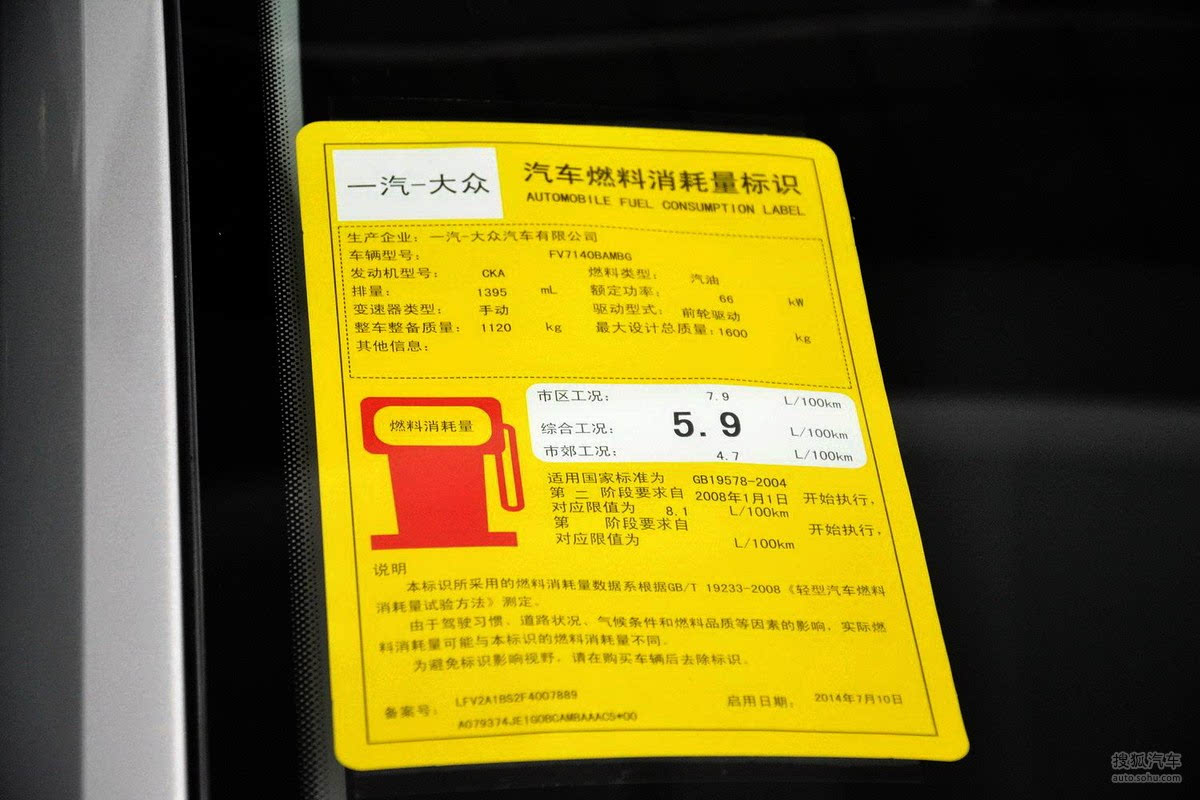 一汽-大众
汽车燃料消耗量标识
AUTOMOBILE FUEL CONSUMPTION LABEL
生产企业: 一汽-大众汽车有限公司
车辆型号: FV7140BAMBG
发动机型号: CKA 燃料类型: 汽油
排量: 1395 mL 额定功率: 66 kW
变速器类型: 手动 驱动型式: 前轮驱动
整车整备质量: 1120 kg 最大设计总质量: 1600 kg
其他信息:
燃料消耗量
市区工况: 7.9 L/100km
综合工况: 5.9 L/100km
市郊工况: 4.7 L/100km
适用国家标准为 GB19578-2004
第 二 阶段要求自 2008年1月1日 开始执行,
对应限值为 8.1 L/100km
第 阶段要求自 开始执行,
对应限值为 L/100km
说明
本标识所采用的燃料消耗量数据系根据GB/T 19233-2008《轻型汽车燃料
消耗量试验方法》测定。
由于驾驶习惯、道路状况、气候条件和燃料品质等因素的影响, 实际燃
料消耗量可能与本标识的燃料消耗量不同。
为避免标识影响视野, 请在购买车辆后去除标识。
备案号: LFV2A1BS2F4007889
A079374JE1G0BCAMBAAAC5*00
启用日期: 2014年7月10日
搜狐汽车
auto.sohu.com